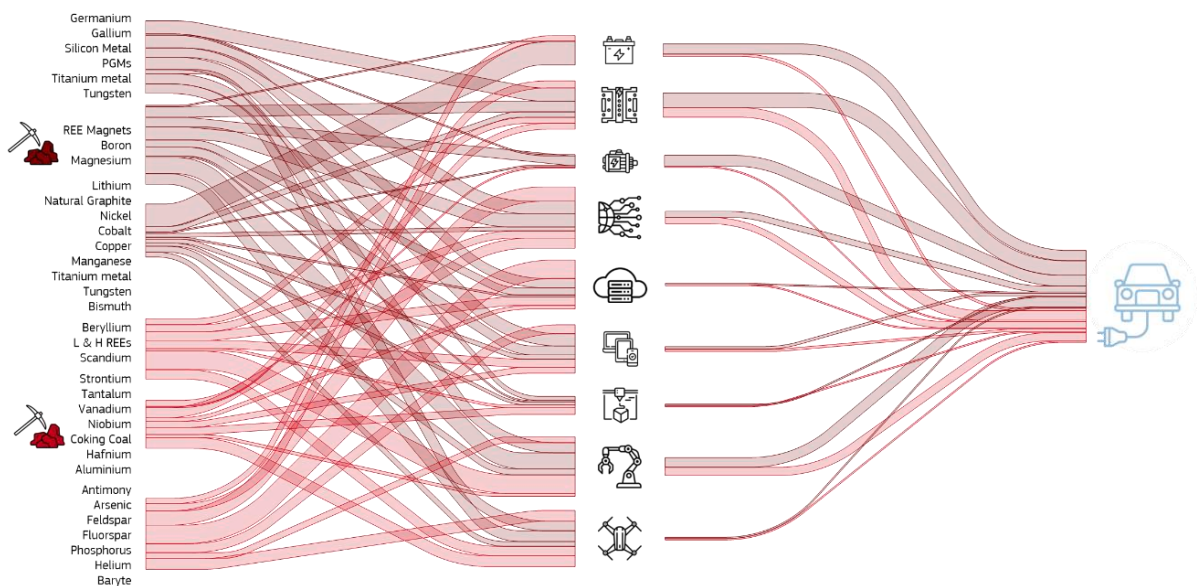 Germanium
Gallium
Silicon Metal
PGMs
Titanium metal
Tungsten
REE Magnets
Boron
Magnesium
Lithium
Natural Graphite
Nickel
Cobalt
Copper
Manganese
Titanium metal
Tungsten
Bismuth
Beryllium
L & H REEs
Scandium
Strontium
Tantalum
Vanadium
Niobium
Coking Coal
Hafnium
Aluminium
Antimony
Arsenic
Feldspar
Fluorspar
Phosphorus
Helium
Baryte